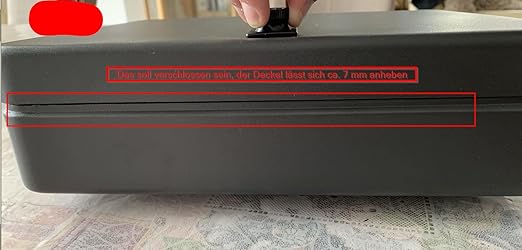 Das soll verschlossen sein, der Deckel lässt sich ca. 7 mm anheben